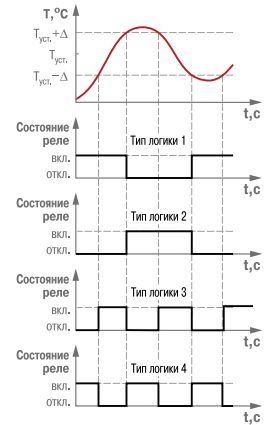 T,°C
Tуст.+Δ
Tуст.
Tуст.−Δ
t,c
Состояние
реле
Тип логики 1
вкл.
откл.
t,c
Состояние
реле
Тип логики 2
вкл.
откл.
t,c
Состояние
реле
Тип логики 3
вкл.
откл.
t,c
Состояние
реле
Тип логики 4
вкл.
откл.
t,c